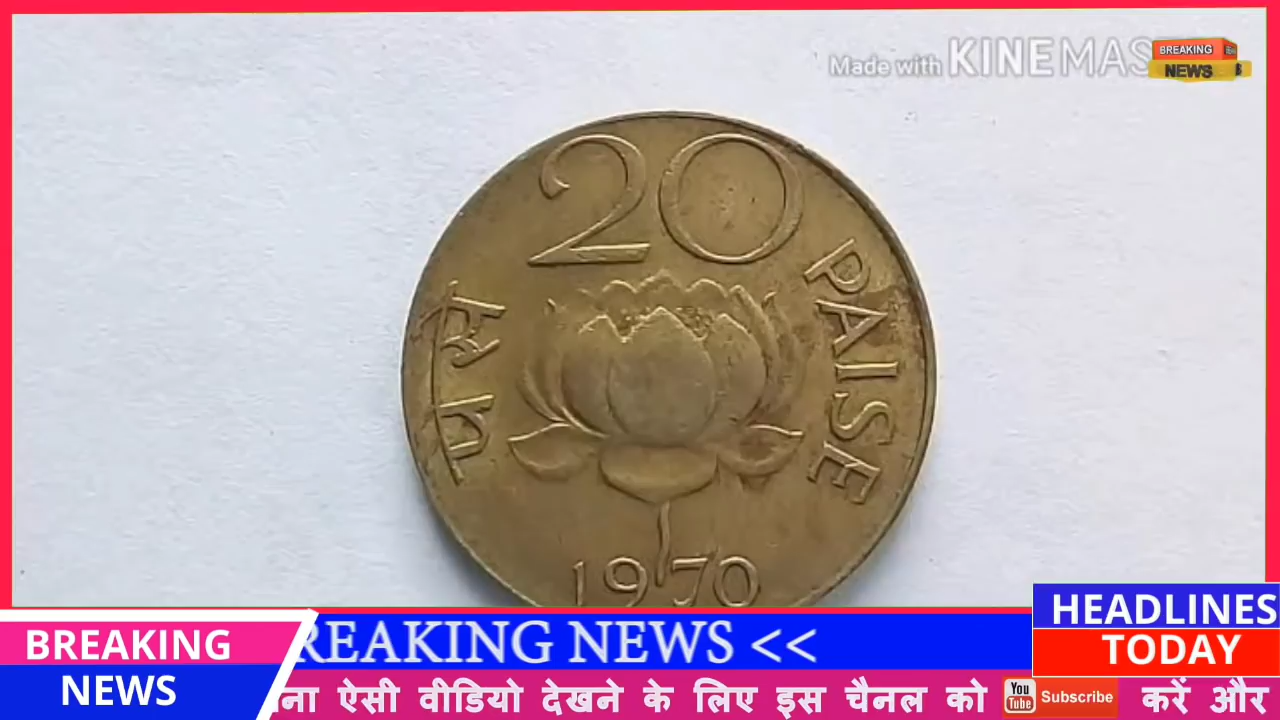 Made with KINEMAS
BREAKING
NEWS
20
पैसे
PAISE
1970
REAKING NEWS <<
HEADLINES
TODAY
BREAKING
NEWS
ऐसी वीडियो देखने के लिए इस चैनल को You Tube Subscribe करें और